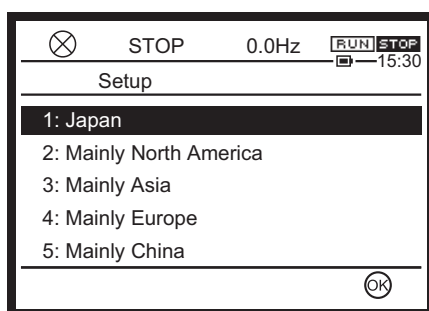 STOP 0.0Hz RUN STOP
15:30
Setup
1: Japan
2: Mainly North America
3: Mainly Asia
4: Mainly Europe
5: Mainly China
OK